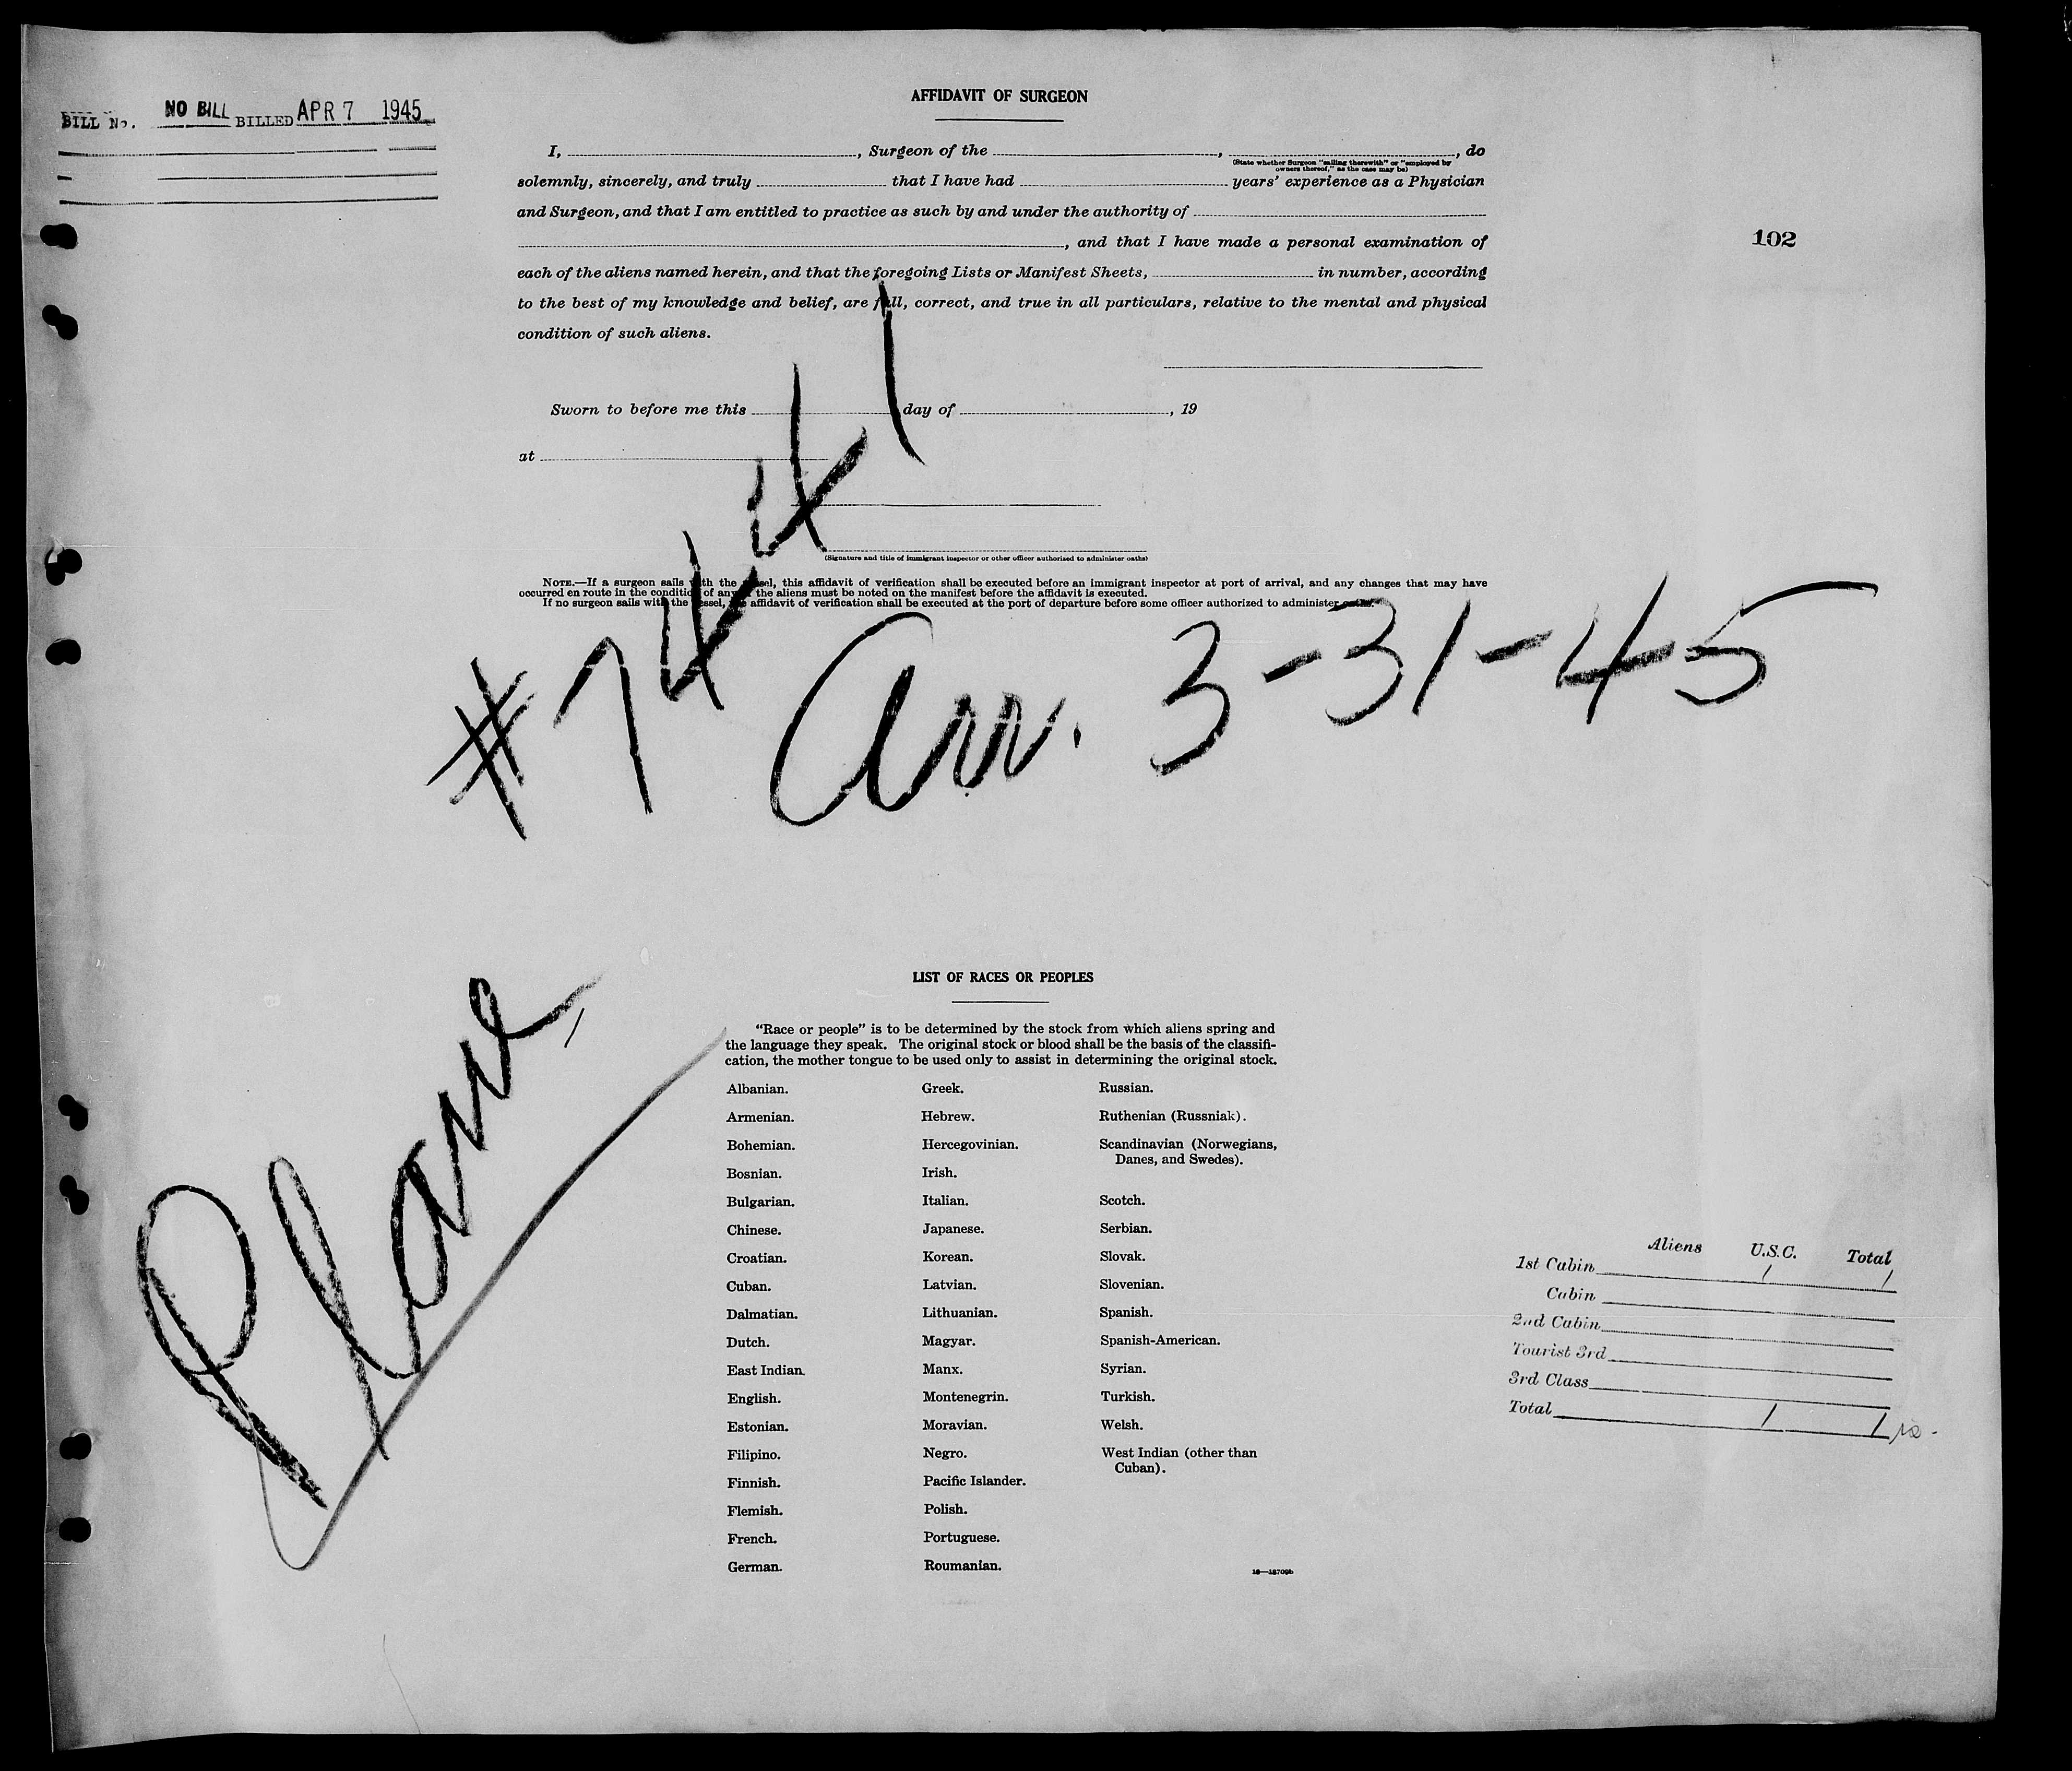 BILL No. NO BILL BILLED APR 7 1945
AFFIDAVIT OF SURGEON
I, , Surgeon of the , , do
(State whether Surgeon "sailing therewith" or "employed by
owners thereof," as the case may be)
solemnly, sincerely, and truly that I have had years' experience as a Physician
and Surgeon, and that I am entitled to practice as such by and under the authority of
, and that I have made a personal examination of
102
each of the aliens named herein, and that the foregoing Lists or Manifest Sheets, in number, according
to the best of my knowledge and belief, are full, correct, and true in all particulars, relative to the mental and physical
condition of such aliens.
Sworn to before me this day of , 19
at
(Signature and title of immigrant inspector or other officer authorized to administer oaths)
NOTE.—If a surgeon sails with the vessel, this affidavit of verification shall be executed before an immigrant inspector at port of arrival, and any changes that may have
occurred en route in the condition of any of the aliens must be noted on the manifest before the affidavit is executed.
If no surgeon sails with the vessel, the affidavit of verification shall be executed at the port of departure before some officer authorized to administer oaths.
#7441
Arr. 3-31-45
Plane,
LIST OF RACES OR PEOPLES
"Race or people" is to be determined by the stock from which aliens spring and
the language they speak. The original stock or blood shall be the basis of the classifi-
cation, the mother tongue to be used only to assist in determining the original stock.
Albanian.
Armenian.
Bohemian.
Bosnian.
Bulgarian.
Chinese.
Croatian.
Cuban.
Dalmatian.
Dutch.
East Indian.
English.
Estonian.
Filipino.
Finnish.
Flemish.
French.
German.
Greek.
Hebrew.
Hercegovinian.
Irish.
Italian.
Japanese.
Korean.
Latvian.
Lithuanian.
Magyar.
Manx.
Montenegrin.
Moravian.
Negro.
Pacific Islander.
Polish.
Portuguese.
Roumanian.
Russian.
Ruthenian (Russniak).
Scandinavian (Norwegians,
Danes, and Swedes).
Scotch.
Serbian.
Slovak.
Slovenian.
Spanish.
Spanish-American.
Syrian.
Turkish.
Welsh.
West Indian (other than
Cuban).
16—18709b
Aliens U.S.C. Total
1st Cabin 1 1
Cabin
2nd Cabin
Tourist 3rd
3rd Class
Total 1 1